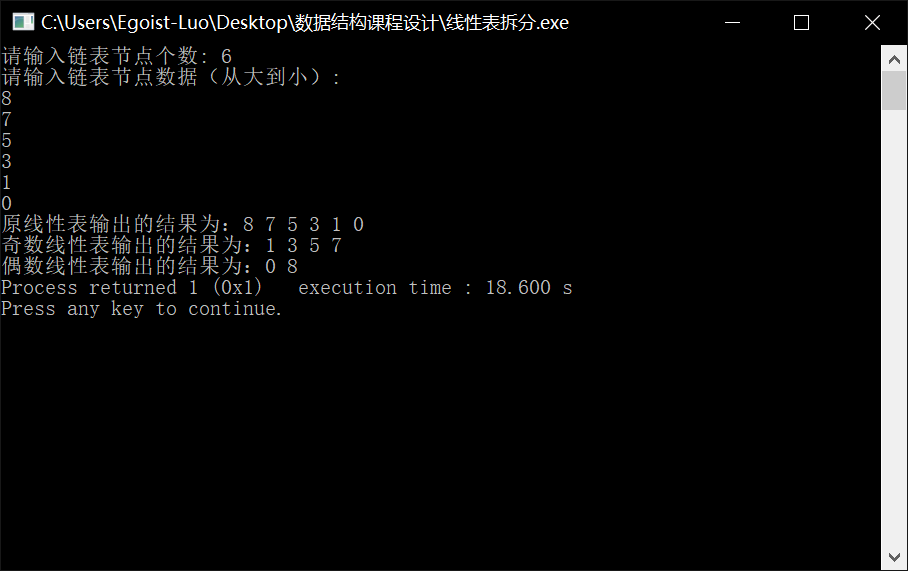 C:\Users\Egoist-Luo\Desktop\数据结构课程设计\线性表拆分.exe
请输入链表节点个数: 6
请输入链表节点数据（从大到小）:
8
7
5
3
1
0
原线性表输出的结果为：8 7 5 3 1 0
奇数线性表输出的结果为：1 3 5 7
偶数线性表输出的结果为：0 8
Process returned 1 (0x1)   execution time : 18.600 s
Press any key to continue.